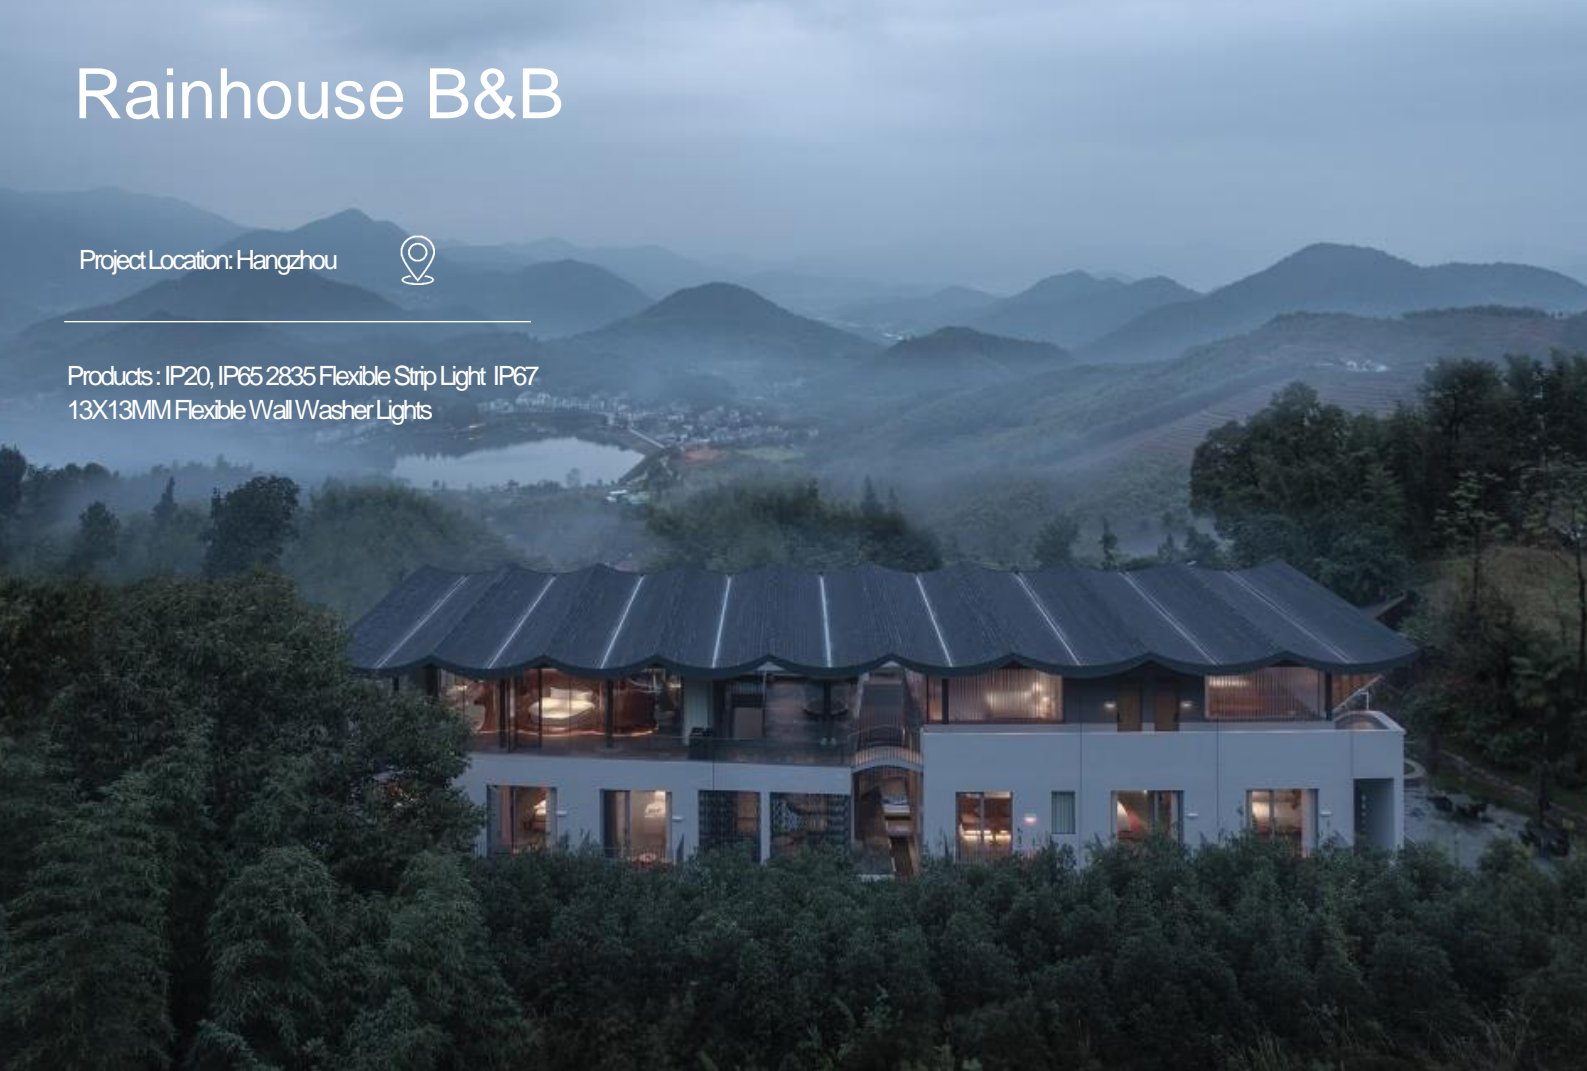 Rainhouse B&B
Project Location: Hangzhou
Products : IP20, IP65 2835 Flexible Strip Light IP67
13X13MM Flexible Wall Washer Lights